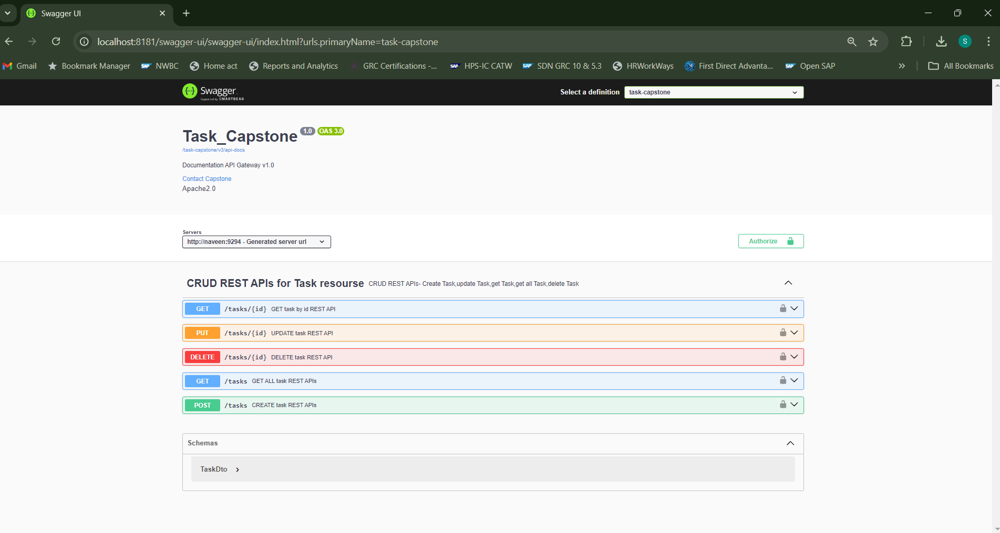 Swagger UI
localhost:8181/swagger-ui/swagger-ui/index.html?urls.primaryName=task-capstone
S
Gmail Bookmark Manager SAP NWBC Home act Reports and Analytics GRC Certifications -... SAP HPS-IC CATW SAP SDN GRC 10 & 5.3 HRWorkWays First Direct Advanta... SAP Open SAP » All Bookmarks
{···} Swagger. Select a definition task-capstone
Supported by SMARTBEAR
Task_Capstone 1.0 OAS 3.0
/task-capstone/v3/api-docs
Documentation API Gateway v1.0
Contact Capstone
Apache2.0
Servers
http://naveen:9294 - Generated server url Authorize
CRUD REST APIs for Task resourse CRUD REST APIs- Create Task,update Task,get Task,get all Task,delete Task
GET /tasks/{id} GET task by id REST API
PUT /tasks/{id} UPDATE task REST API
DELETE /tasks/{id} DELETE task REST API
GET /tasks GET ALL task REST APIs
POST /tasks CREATE task REST APIs
Schemas
TaskDto